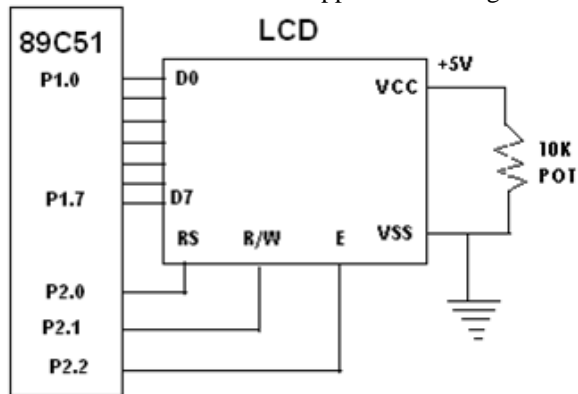 LCD
89C51
+5V
P1.0 D0 VCC
10K
POT
P1.7 D7
RS R/W E VSS
P2.0
P2.1
P2.2